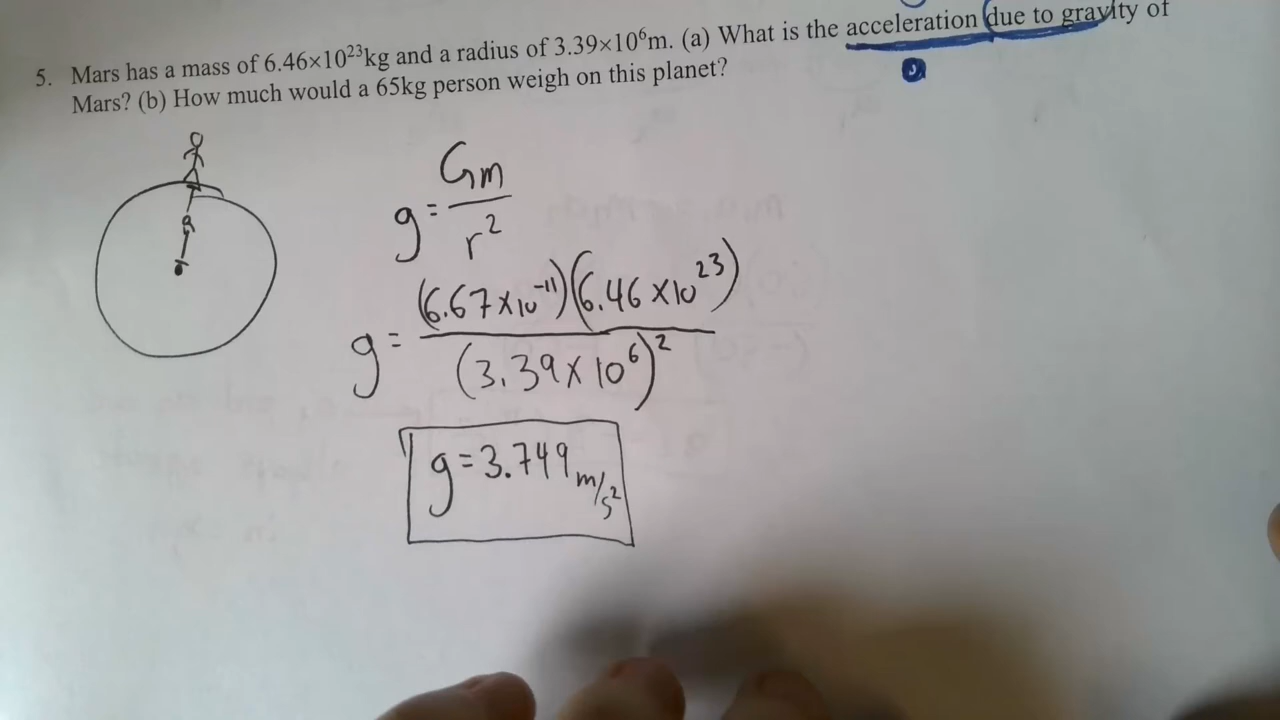 5. Mars has a mass of 6.46×10²³kg and a radius of 3.39×10⁶m. (a) What is the acceleration due to gravity of
Mars? (b) How much would a 65kg person weigh on this planet?
g = Gm / r²
g = (6.67×10⁻¹¹)(6.46×10²³) / (3.39×10⁶)²
g = 3.749 m/s²